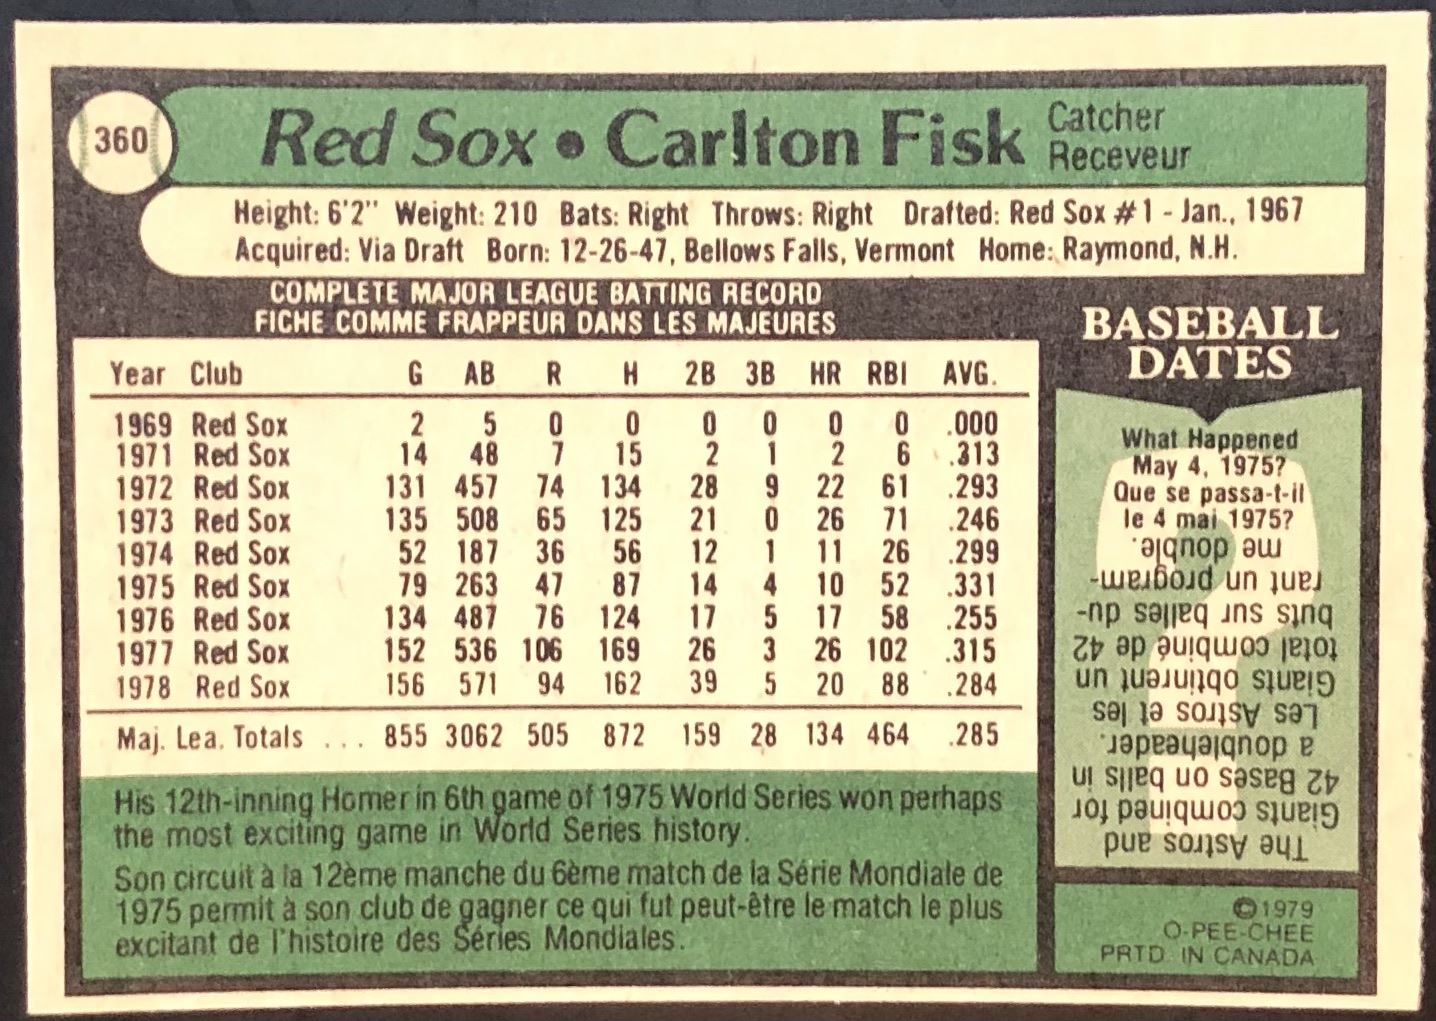 360
Red Sox • Carlton Fisk
Catcher
Receveur
Height: 6'2" Weight: 210 Bats: Right Throws: Right Drafted: Red Sox #1 - Jan., 1967
Acquired: Via Draft Born: 12-26-47, Bellows Falls, Vermont Home: Raymond, N.H.
COMPLETE MAJOR LEAGUE BATTING RECORD
FICHE COMME FRAPPEUR DANS LES MAJEURES
Year Club G AB R H 2B 3B HR RBI AVG.
1969 Red Sox 2 5 0 0 0 0 0 0 .000
1971 Red Sox 14 48 7 15 2 1 2 6 .313
1972 Red Sox 131 457 74 134 28 9 22 61 .293
1973 Red Sox 135 508 65 125 21 0 26 71 .246
1974 Red Sox 52 187 36 56 12 1 11 26 .299
1975 Red Sox 79 263 47 87 14 4 10 52 .331
1976 Red Sox 134 487 76 124 17 5 17 58 .255
1977 Red Sox 152 536 106 169 26 3 26 102 .315
1978 Red Sox 156 571 94 162 39 5 20 88 .284
Maj. Lea. Totals ... 855 3062 505 872 159 28 134 464 .285
His 12th-inning Homer in 6th game of 1975 World Series won perhaps
the most exciting game in World Series history.
Son circuit à la 12ème manche du 6ème match de la Série Mondiale de
1975 permit à son club de gagner ce qui fut peut-être le match le plus
excitant de l'histoire des Séries Mondiales.
BASEBALL
DATES
What Happened
May 4, 1975?
Que se passa-t-il
le 4 mai 1975?
The Astros and
Giants combined for
42 Bases on balls in
a doubleheader.
Les Astros et les
Giants obtinrent un
total combiné de 42
buts sur balles du-
rant un program-
me double.
©1979
O-PEE-CHEE
PRTD. IN CANADA